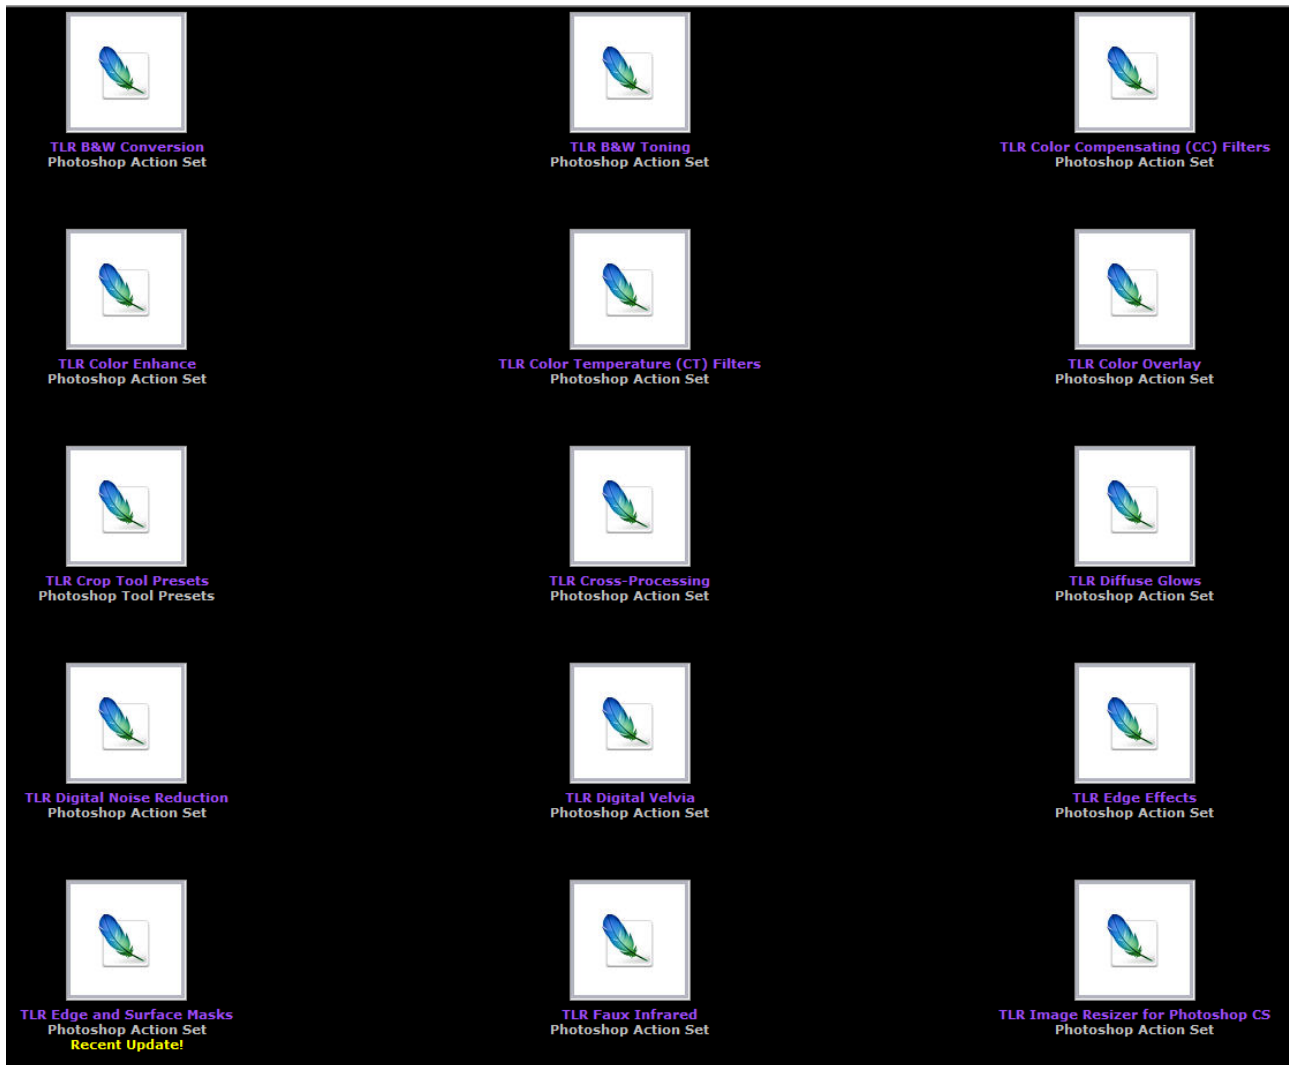 TLR B&W Conversion
Photoshop Action Set
TLR B&W Toning
Photoshop Action Set
TLR Color Compensating (CC) Filters
Photoshop Action Set
TLR Color Enhance
Photoshop Action Set
TLR Color Temperature (CT) Filters
Photoshop Action Set
TLR Color Overlay
Photoshop Action Set
TLR Crop Tool Presets
Photoshop Tool Presets
TLR Cross-Processing
Photoshop Action Set
TLR Diffuse Glows
Photoshop Action Set
TLR Digital Noise Reduction
Photoshop Action Set
TLR Digital Velvia
Photoshop Action Set
TLR Edge Effects
Photoshop Action Set
TLR Edge and Surface Masks
Photoshop Action Set
Recent Update!
TLR Faux Infrared
Photoshop Action Set
TLR Image Resizer for Photoshop CS
Photoshop Action Set